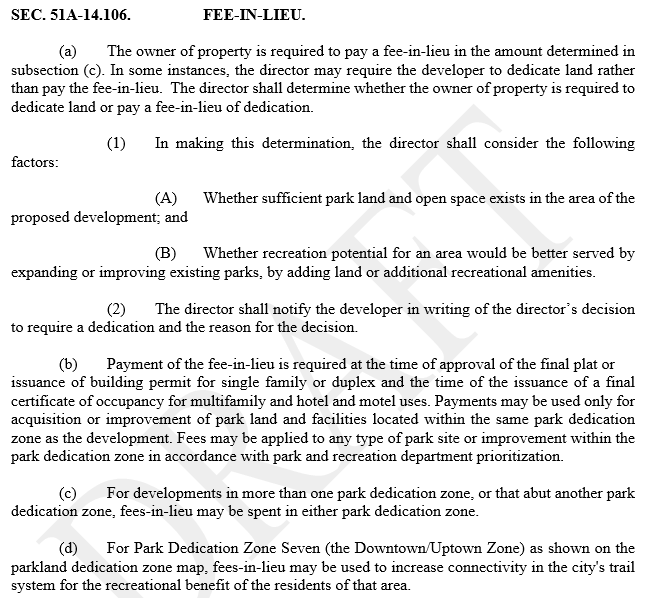 SEC. 51A-14.106. FEE-IN-LIEU.
(a) The owner of property is required to pay a fee-in-lieu in the amount determined in
subsection (c). In some instances, the director may require the developer to dedicate land rather
than pay the fee-in-lieu. The director shall determine whether the owner of property is required to
dedicate land or pay a fee-in-lieu of dedication.
(1) In making this determination, the director shall consider the following
factors:
(A) Whether sufficient park land and open space exists in the area of the
proposed development; and
(B) Whether recreation potential for an area would be better served by
expanding or improving existing parks, by adding land or additional recreational amenities.
(2) The director shall notify the developer in writing of the director's decision
to require a dedication and the reason for the decision.
(b) Payment of the fee-in-lieu is required at the time of approval of the final plat or
issuance of building permit for single family or duplex and the time of the issuance of a final
certificate of occupancy for multifamily and hotel and motel uses. Payments may be used only for
acquisition or improvement of park land and facilities located within the same park dedication
zone as the development. Fees may be applied to any type of park site or improvement within the
park dedication zone in accordance with park and recreation department prioritization.
(c) For developments in more than one park dedication zone, or that abut another park
dedication zone, fees-in-lieu may be spent in either park dedication zone.
(d) For Park Dedication Zone Seven (the Downtown/Uptown Zone) as shown on the
parkland dedication zone map, fees-in-lieu may be used to increase connectivity in the city's trail
system for the recreational benefit of the residents of that area.
DRAFT